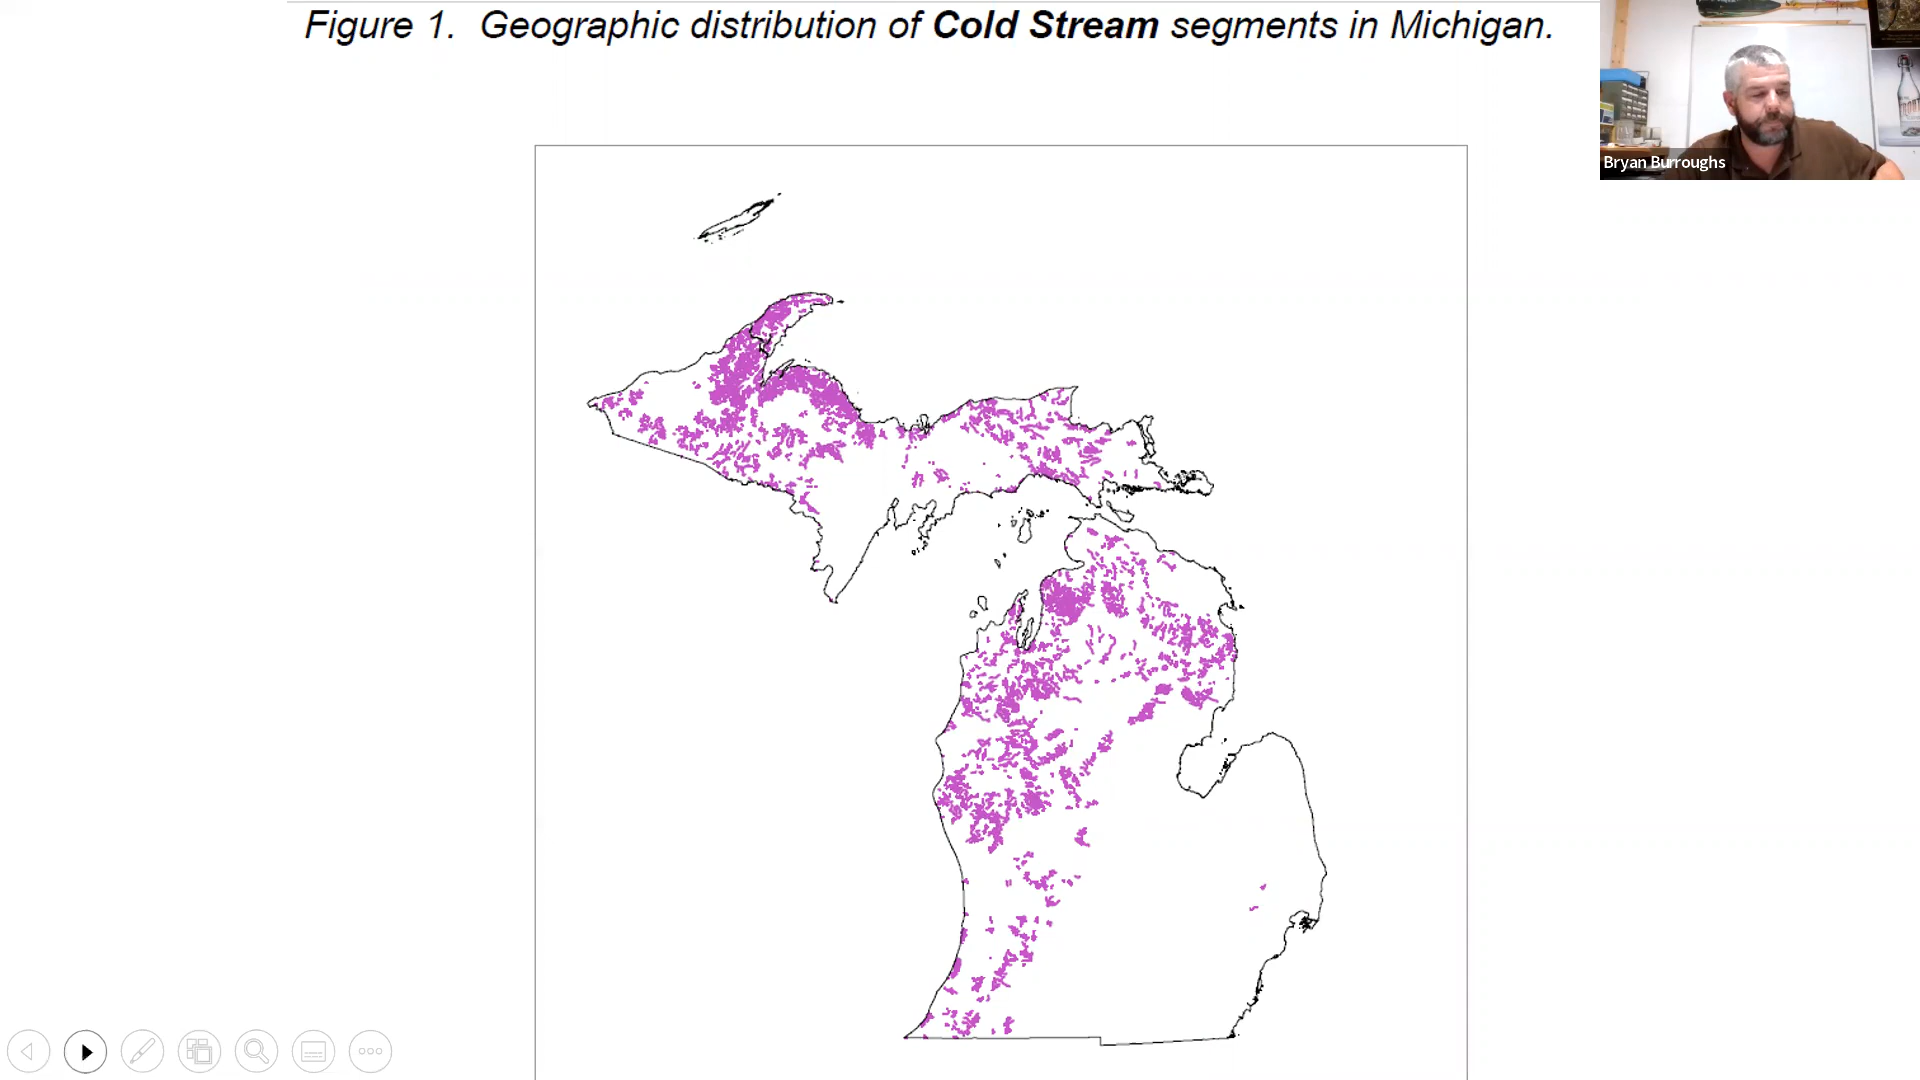 Figure 1. Geographic distribution of Cold Stream segments in Michigan.
Bryan Burroughs